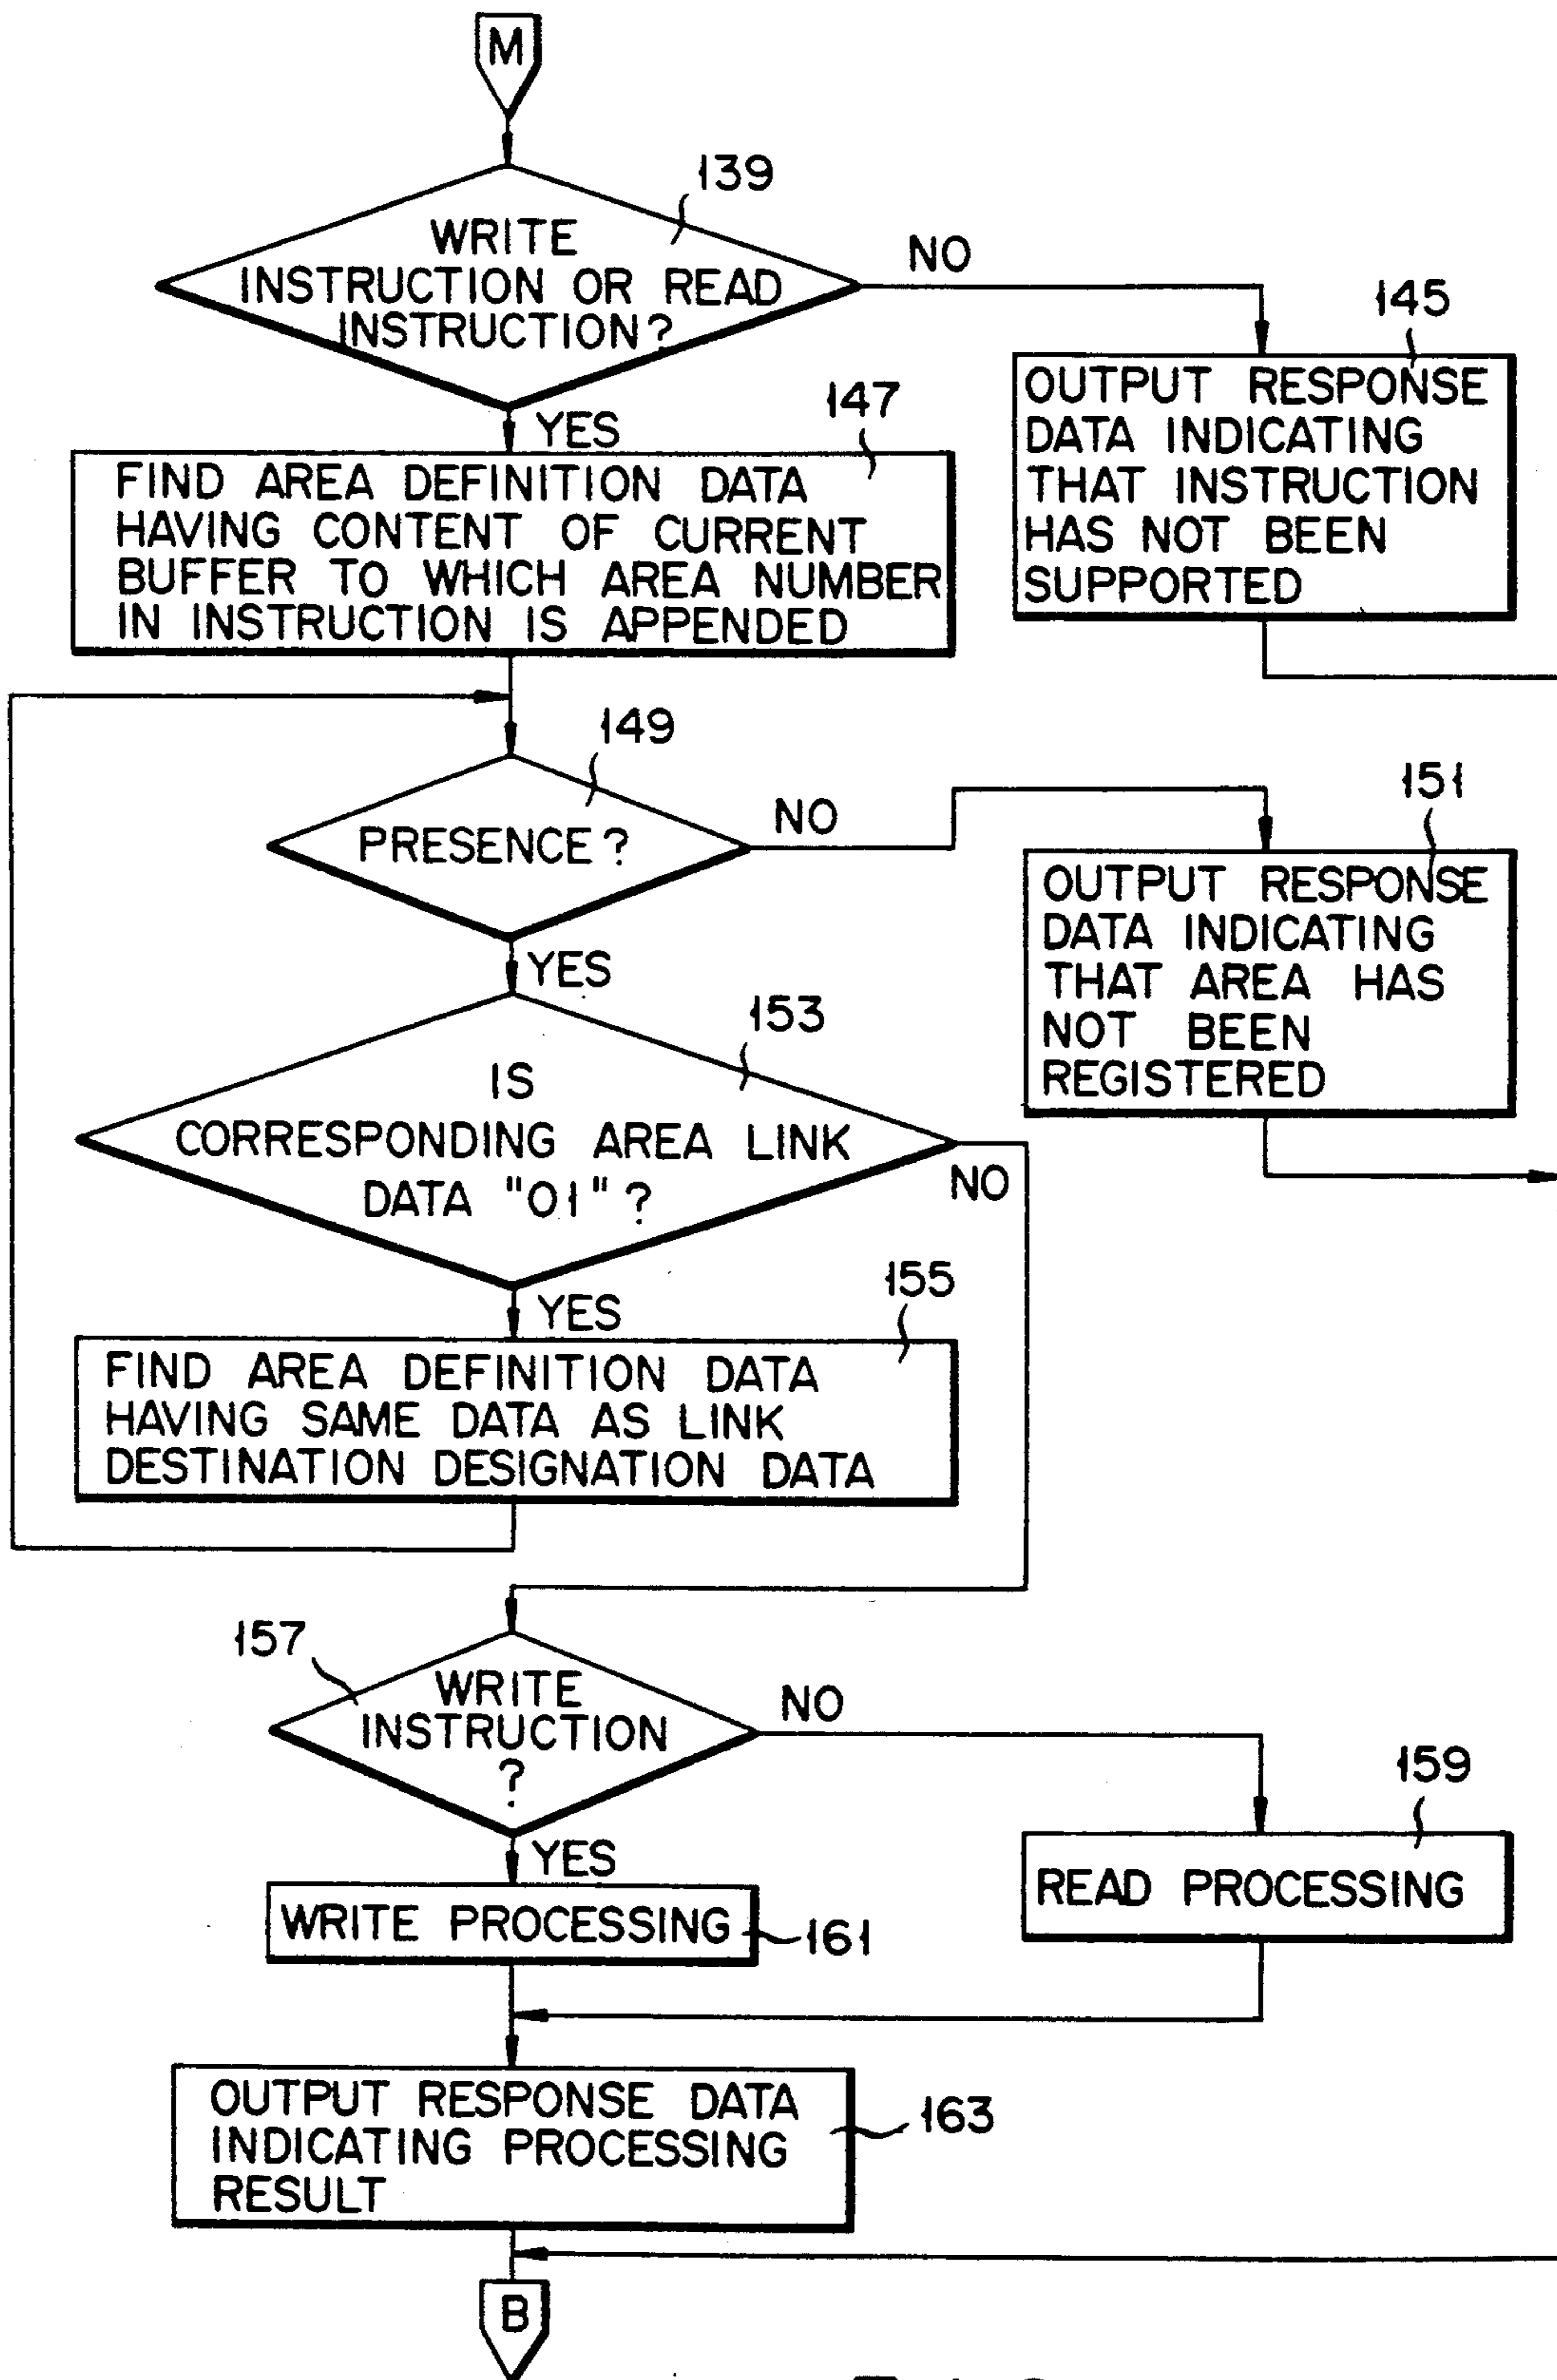 M
139
WRITE
INSTRUCTION OR READ
INSTRUCTION?
NO
145
OUTPUT RESPONSE
DATA INDICATING
THAT INSTRUCTION
HAS NOT BEEN
SUPPORTED
YES
147
FIND AREA DEFINITION DATA
HAVING CONTENT OF CURRENT
BUFFER TO WHICH AREA NUMBER
IN INSTRUCTION IS APPENDED
149
PRESENCE?
NO
151
OUTPUT RESPONSE
DATA INDICATING
THAT AREA HAS
NOT BEEN
REGISTERED
YES
153
IS
CORRESPONDING AREA LINK
DATA "01"?
NO
YES
155
FIND AREA DEFINITION DATA
HAVING SAME DATA AS LINK
DESTINATION DESIGNATION DATA
157
WRITE
INSTRUCTION
?
NO
159
READ PROCESSING
YES
WRITE PROCESSING
161
OUTPUT RESPONSE DATA
INDICATING PROCESSING
RESULT
163
B